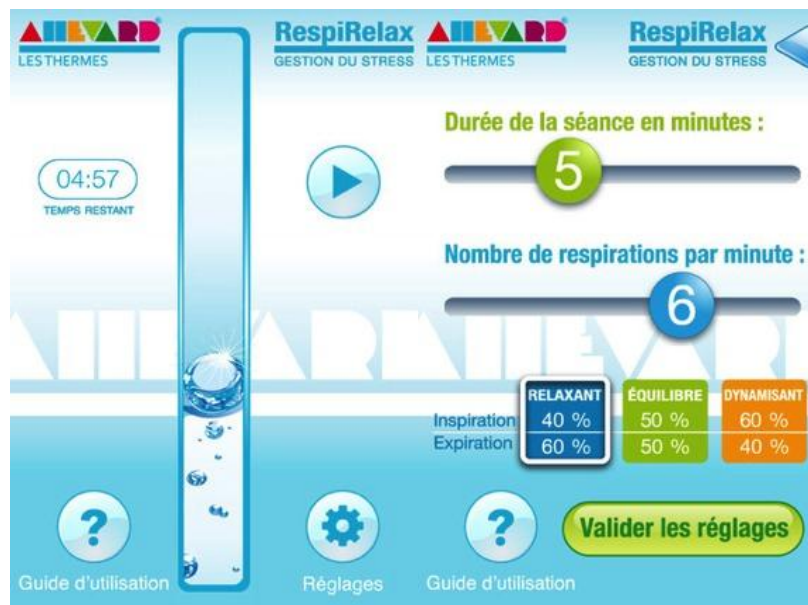 ALLEVARD®
LES THERMES
RespiRelax
GESTION DU STRESS
04:57
TEMPS RESTANT
?
Guide d'utilisation
Réglages
ALLEVARD®
LES THERMES
RespiRelax
GESTION DU STRESS
Durée de la séance en minutes :
5
Nombre de respirations par minute :
6
RELAXANT ÉQUILIBRE DYNAMISANT
Inspiration 40 % 50 % 60 %
Expiration 60 % 50 % 40 %
?
Guide d'utilisation
Valider les réglages